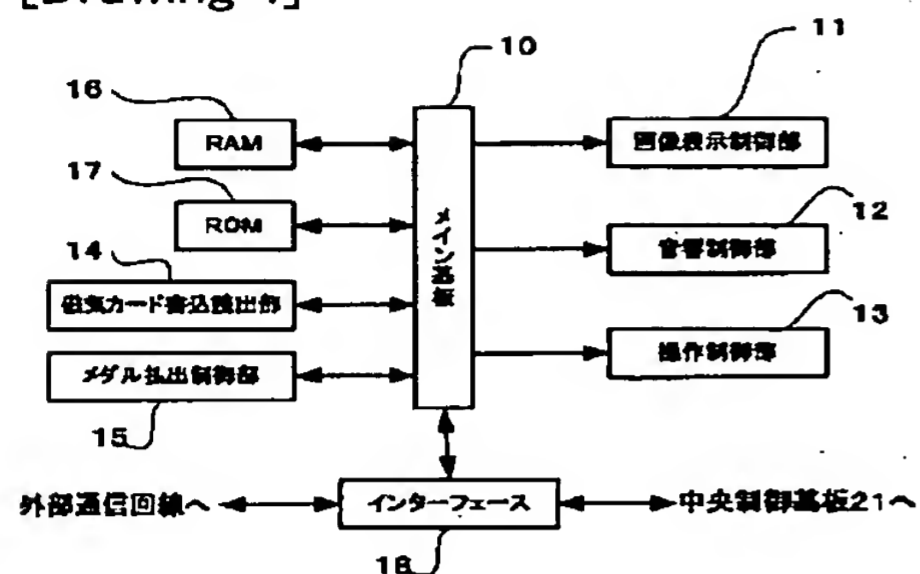 [Drawing 4]
10
11
16
RAM
画像表示制御部
17
ROM
メイン基板
12
音響制御部
14
磁気カード書込読出部
13
操作制御部
メダル払出制御部
15
外部通信回線へ
インターフェース
中央制御基板21へ
18